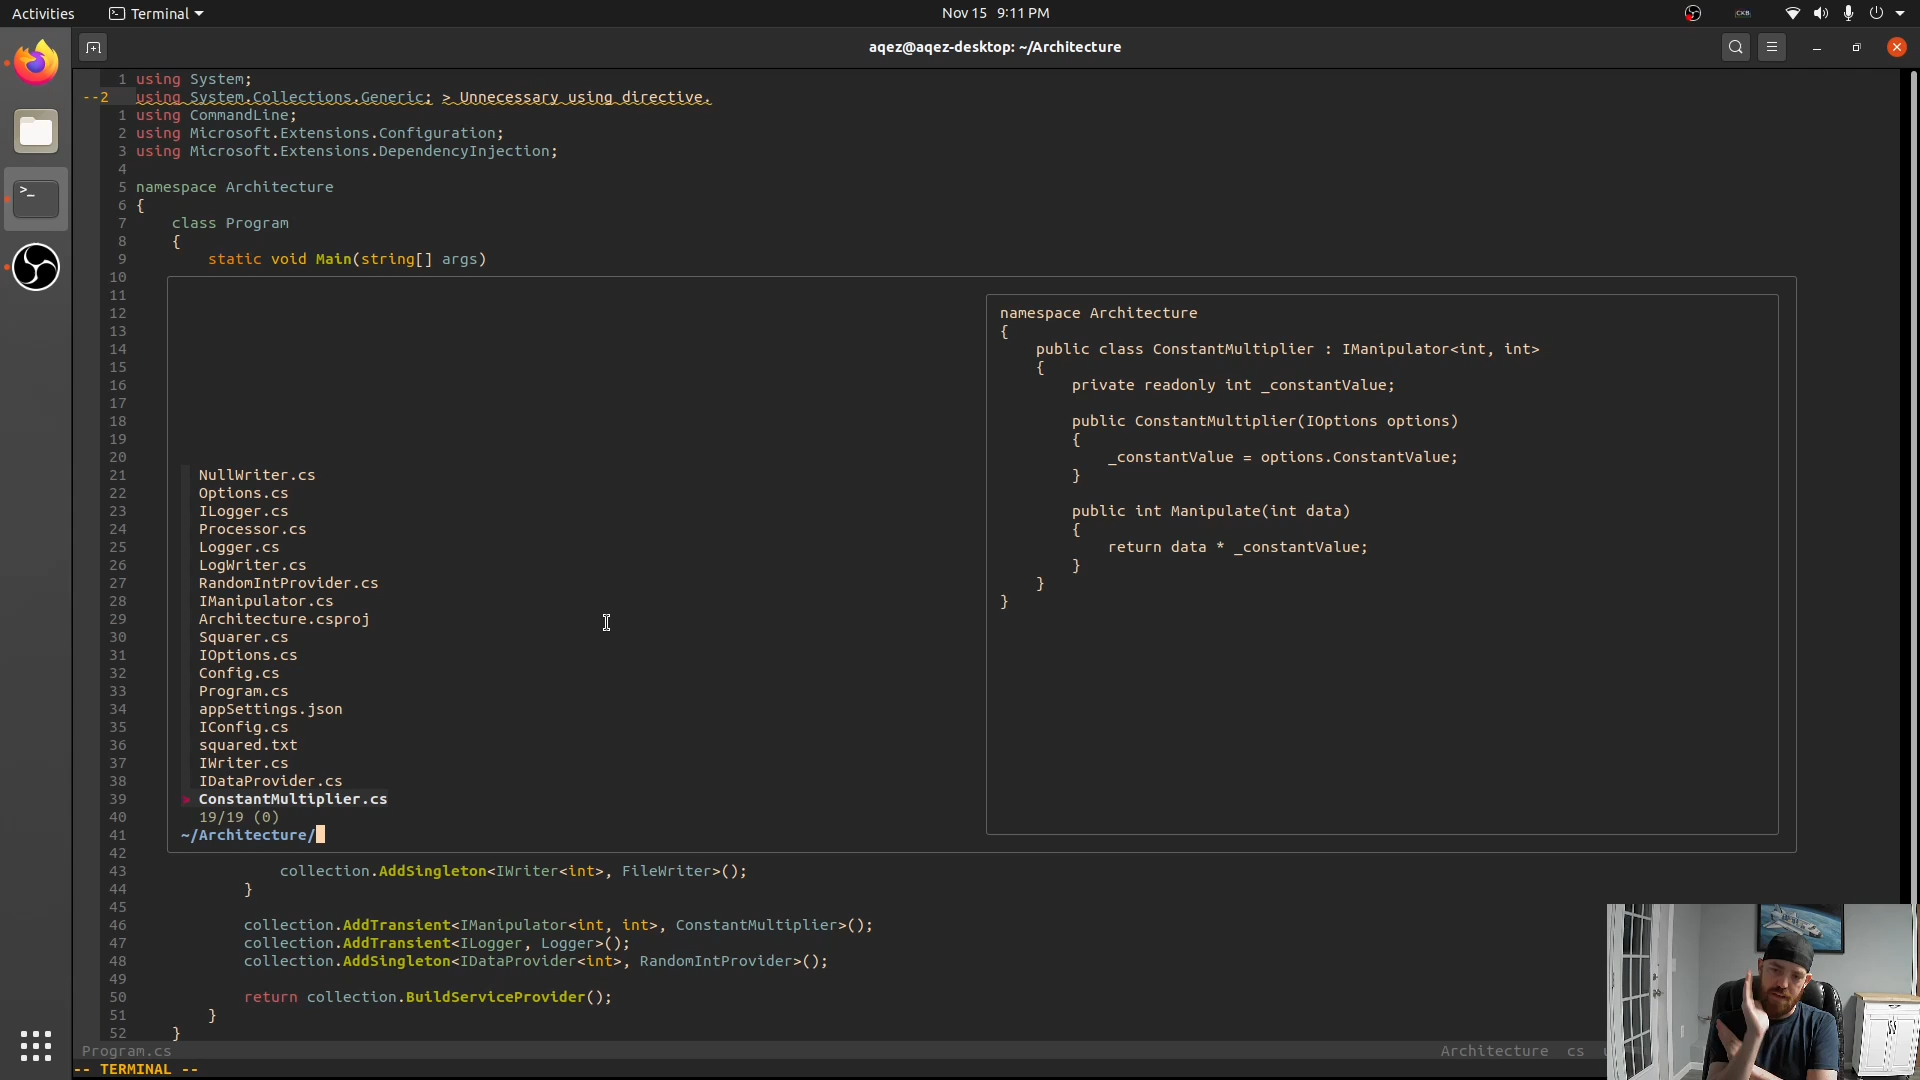 Activities
Terminal
Nov 15 9:11 PM
CKB
aqez@aqez-desktop: ~/Architecture
1 using System;
--2 using System.Collections.Generic; > Unnecessary using directive.
1 using CommandLine;
2 using Microsoft.Extensions.Configuration;
3 using Microsoft.Extensions.DependencyInjection;
4
5 namespace Architecture
6 {
7 class Program
8 {
9 static void Main(string[] args)
10
11
12 namespace Architecture
13 {
14 public class ConstantMultiplier : IManipulator<int, int>
15 {
16 private readonly int _constantValue;
17
18 public ConstantMultiplier(IOptions options)
19 {
20 _constantValue = options.ConstantValue;
21 NullWriter.cs }
22 Options.cs
23 ILogger.cs public int Manipulate(int data)
24 Processor.cs {
25 Logger.cs return data * _constantValue;
26 LogWriter.cs }
27 RandomIntProvider.cs }
28 IManipulator.cs }
29 Architecture.csproj
30 Squarer.cs
31 IOptions.cs
32 Config.cs
33 Program.cs
34 appSettings.json
35 IConfig.cs
36 squared.txt
37 IWriter.cs
38 IDataProvider.cs
39 > ConstantMultiplier.cs
40 19/19 (0)
41 ~/Architecture/
42
43 collection.AddSingleton<IWriter<int>, FileWriter>();
44 }
45
46 collection.AddTransient<IManipulator<int, int>, ConstantMultiplier>();
47 collection.AddTransient<ILogger, Logger>();
48 collection.AddSingleton<IDataProvider<int>, RandomIntProvider>();
49
50 return collection.BuildServiceProvider();
51 }
52 }
Program.cs Architecture cs
-- TERMINAL --